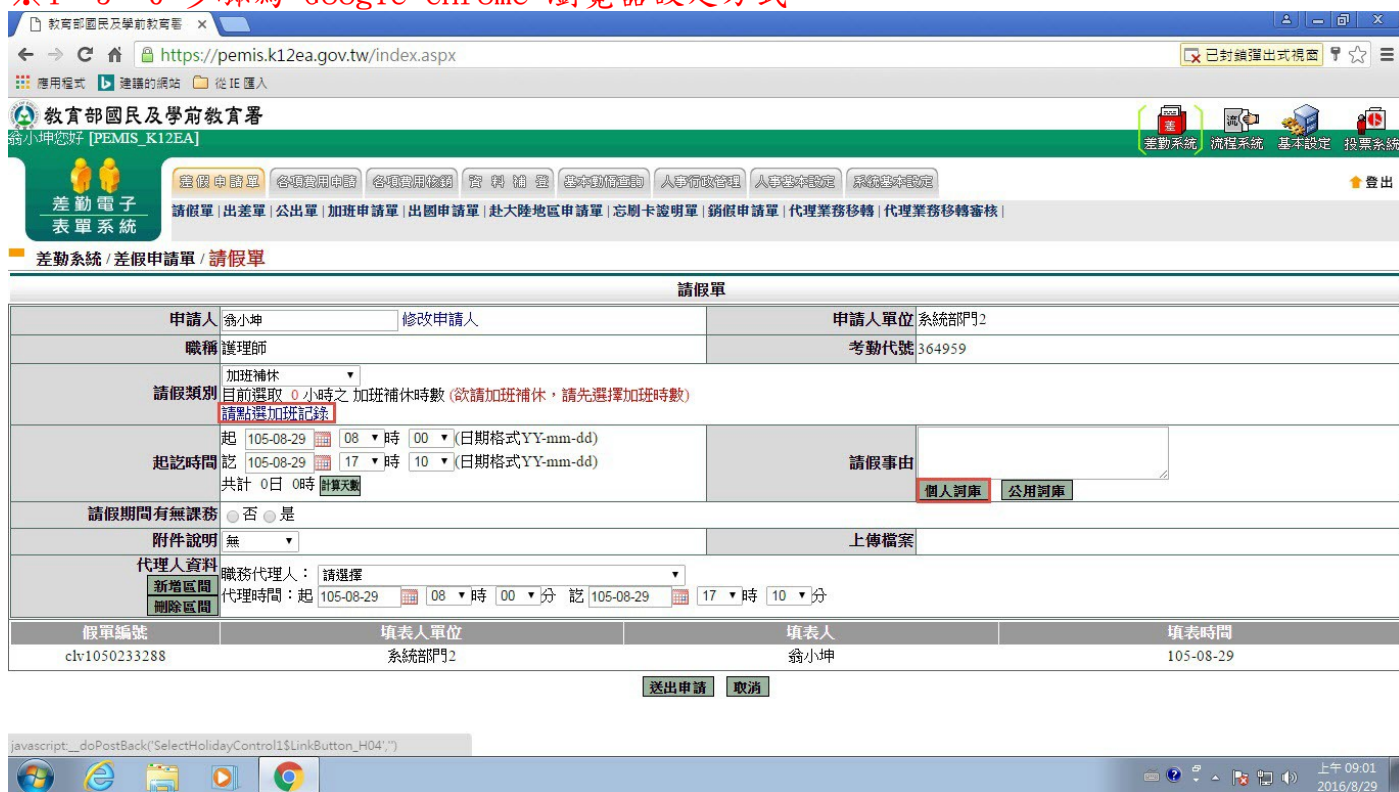 ※1~3~6 步驟為 Google Chrome 瀏覽器設定方式
教育部國民及學前教育署 ×
https://pemis.k12ea.gov.tw/index.aspx 已封鎖彈出式視窗
應用程式 建議的網站 從 IE 匯入
教育部國民及學前教育署
翁小坤您好 [PEMIS_K12EA]
差勤系統 流程系統 基本設定 投票系統
差勤電子
表單系統
差假申請單 各項費用申請 各項費用核銷 資料補登 基本勤惰查詢 人事行政管理 人事基本設定 系統基本設定 登出
請假單|出差單|公出單|加班申請單|出國申請單|赴大陸地區申請單|忘刷卡證明單|銷假申請單|代理業務移轉|代理業務移轉審核|
差勤系統 / 差假申請單 / 請假單
請假單
申請人 翁小坤 修改申請人 申請人單位 系統部門2
職稱 護理師 考勤代號 364959
請假類別 加班補休
目前選取 0 小時之 加班補休時數 (欲請加班補休,請先選擇加班時數)
請點選加班記錄
起訖時間 起 105-08-29 08 時 00 (日期格式YY-mm-dd)
訖 105-08-29 17 時 10 (日期格式YY-mm-dd)
共計 0日 0時 計算天數
請假事由
個人詞庫 公用詞庫
請假期間有無課務 否 是
附件說明 無 上傳檔案
代理人資料
新增區間
刪除區間
職務代理人: 請選擇
代理時間:起 105-08-29 08 時 00 分 訖 105-08-29 17 時 10 分
假單編號 填表人單位 填表人 填表時間
clv1050233288 系統部門2 翁小坤 105-08-29
送出申請 取消
javascript:__doPostBack('SelectHolidayControl1$LinkButton_H04','')
上午 09:01
2016/8/29